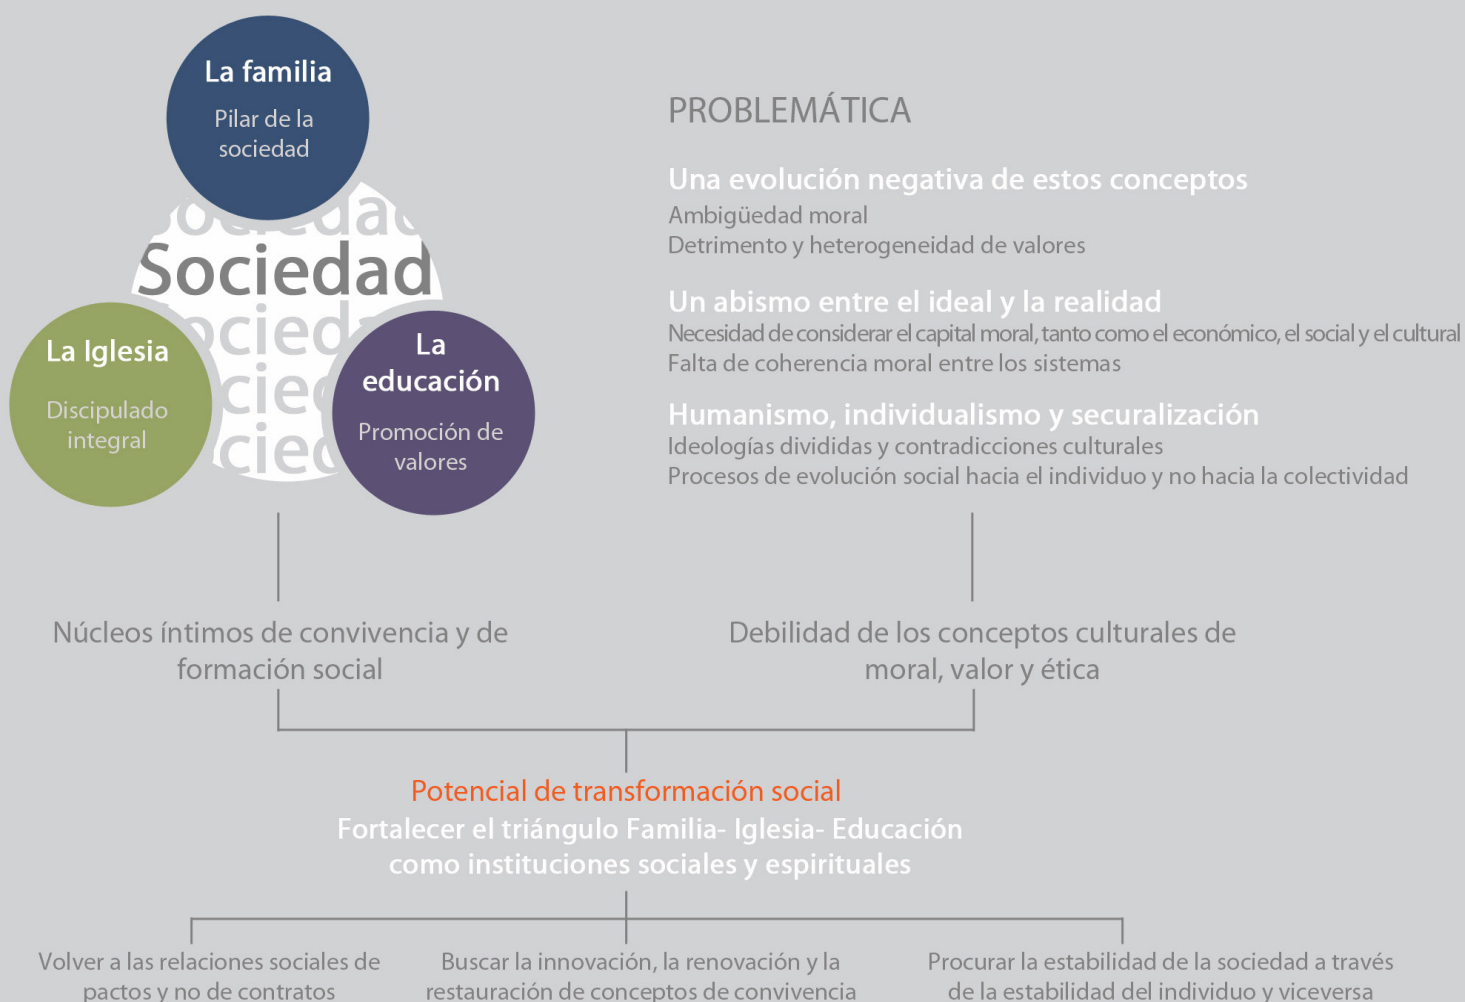 La familia
Pilar de la
sociedad
Sociedad
Sociedad
La Iglesia
Discipulado
integral
La
educación
Promoción de
valores
PROBLEMÁTICA
Una evolución negativa de estos conceptos
Ambigüedad moral
Detrimento y heterogeneidad de valores
Un abismo entre el ideal y la realidad
Necesidad de considerar el capital moral, tanto como el económico, el social y el cultural
Falta de coherencia moral entre los sistemas
Humanismo, individualismo y securalización
Ideologías divididas y contradicciones culturales
Procesos de evolución social hacia el individuo y no hacia la colectividad
Núcleos íntimos de convivencia y de
formación social
Debilidad de los conceptos culturales de
moral, valor y ética
Potencial de transformación social
Fortalecer el triángulo Familia- Iglesia- Educación
como instituciones sociales y espirituales
Volver a las relaciones sociales de
pactos y no de contratos
Buscar la innovación, la renovación y la
restauración de conceptos de convivencia
Procurar la estabilidad de la sociedad a través
de la estabilidad del individuo y viceversa